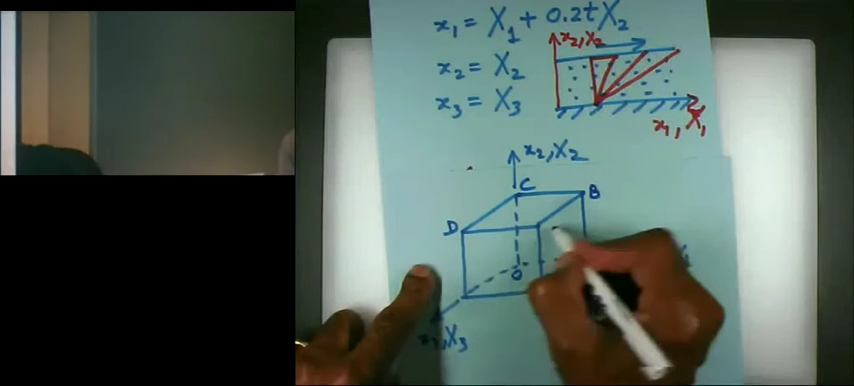 x₁ = X₁ + 0.2t X₂
x₂ = X₂
x₃ = X₃
x₂, X₂
x₁, X₁
x₂, X₂
C
B
D
O
x₃, X₃